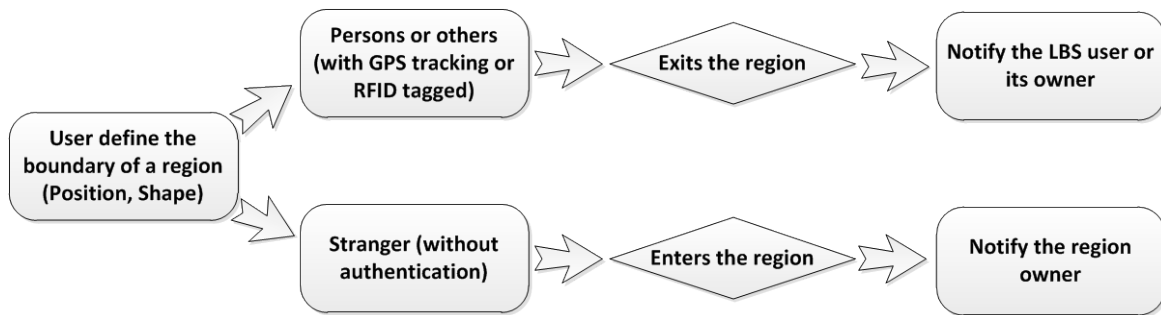 User define the
boundary of a region
(Position, Shape)
Persons or others
(with GPS tracking or
RFID tagged)
Exits the region
Notify the LBS user or
its owner
Stranger (without
authentication)
Enters the region
Notify the region
owner